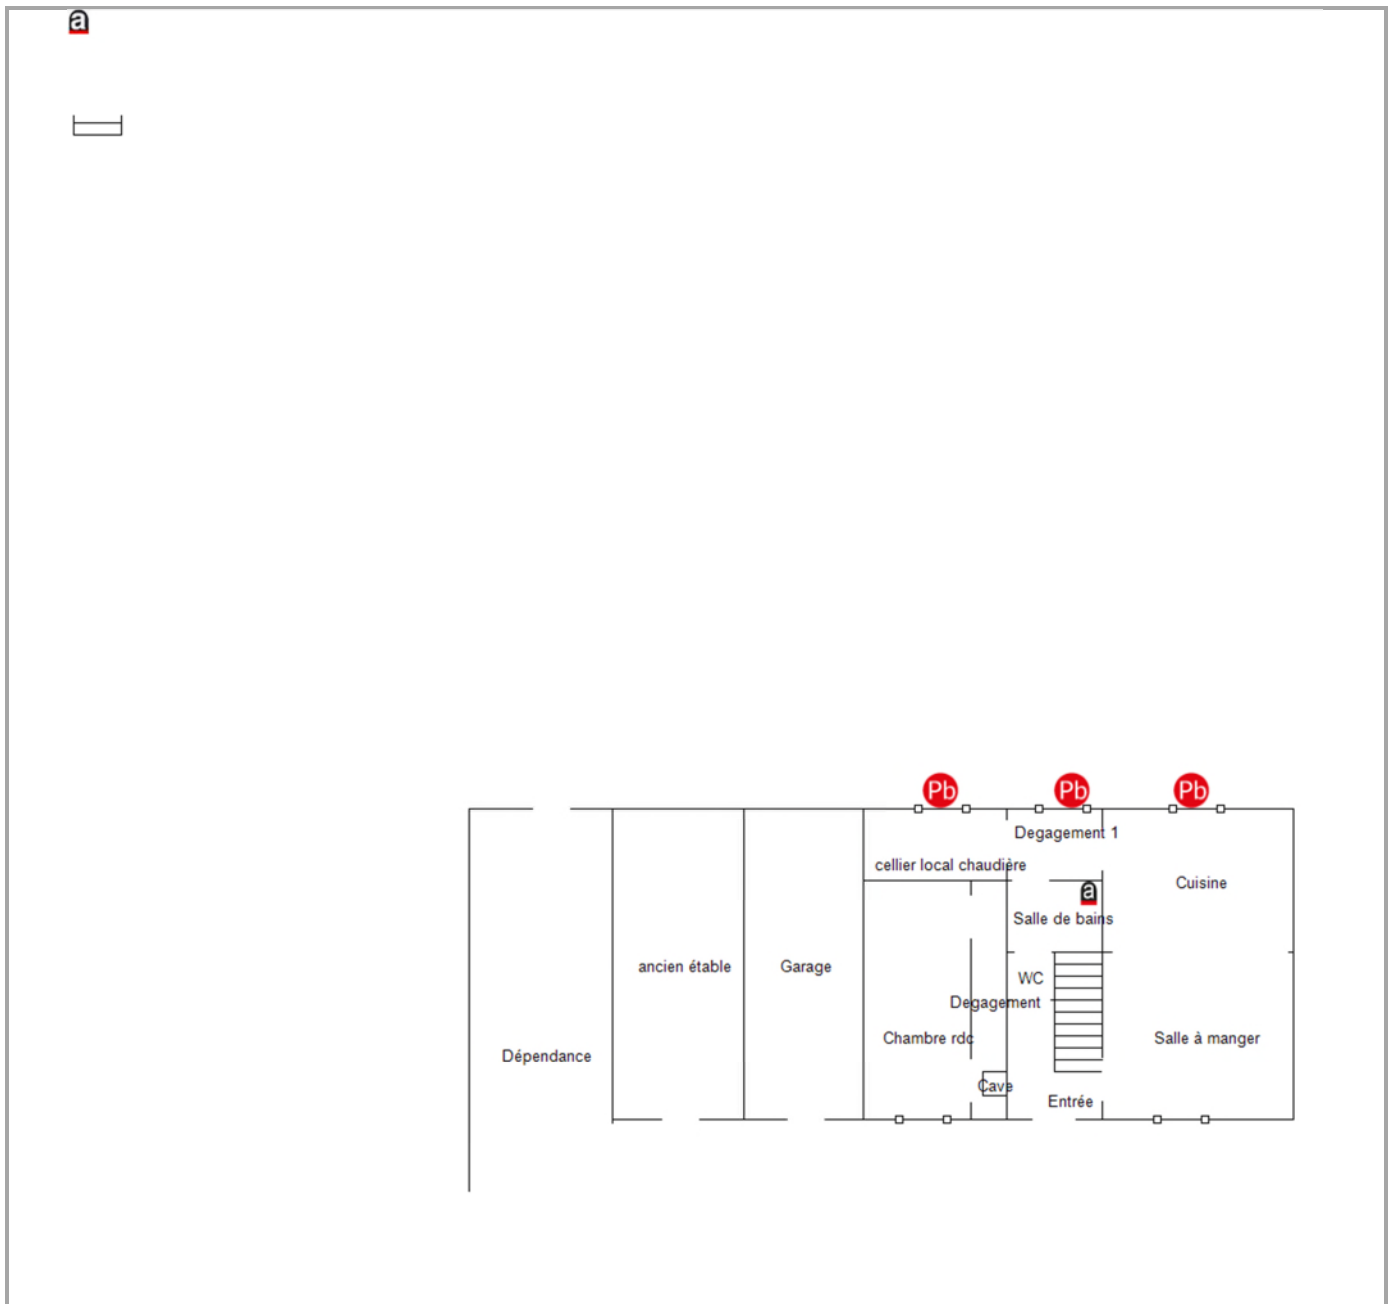 a
Pb Pb Pb
Degagement 1
cellier local chaudière
Cuisine
a
Salle de bains
ancien étable
Garage
WC
Degagement
Chambre rdc
Salle à manger
Dépendance
Cave
Entrée